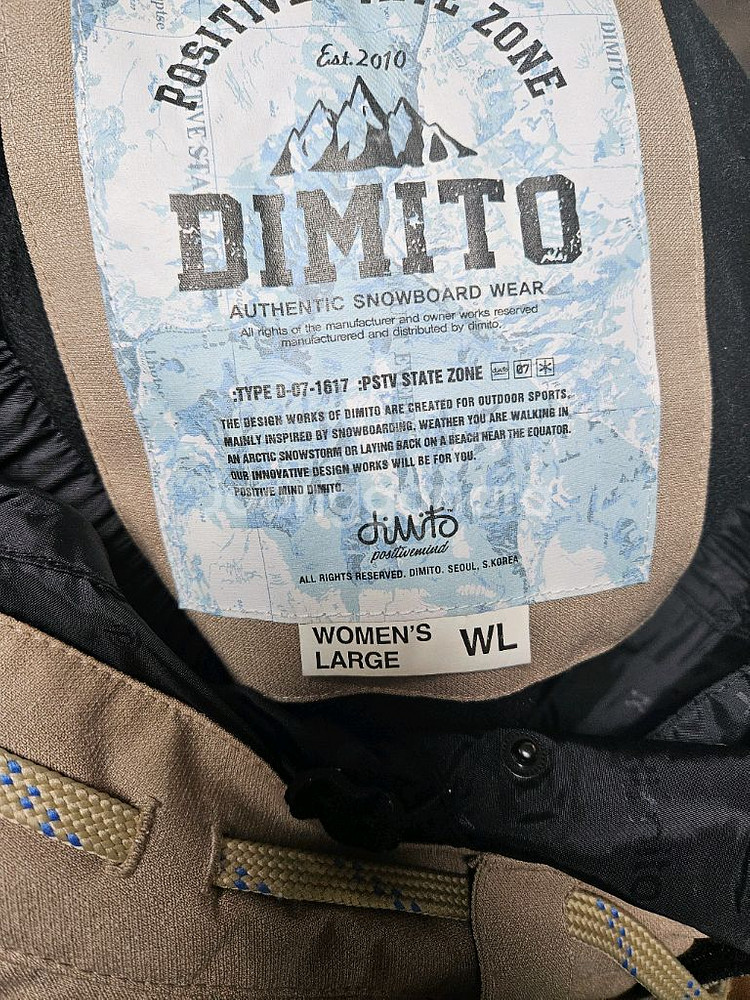 POSITIVE STATE ZONE
Est.2010
DIMITO
AUTHENTIC SNOWBOARD WEAR
All rights of the manufacturer and owner works reserved
manufacturered and distributed by dimito.
:TYPE D-07-1617 :PSTV STATE ZONE 07
THE DESIGN WORKS OF DIMITO ARE CREATED FOR OUTDOOR SPORTS,
MAINLY INSPIRED BY SNOWBOARDING, WEATHER YOU ARE WALKING IN
AN ARCTIC SNOWSTORM OR LAYING BACK ON A BEACH NEAR THE EQUATOR.
OUR INNOVATIVE DESIGN WORKS WILL BE FOR YOU.
POSITIVE MIND DIMITO.
dimito
positivemind
ALL RIGHTS RESERVED. DIMITO. SEOUL, S.KOREA
WOMEN'S
LARGE
WL
DIMITO
dimito